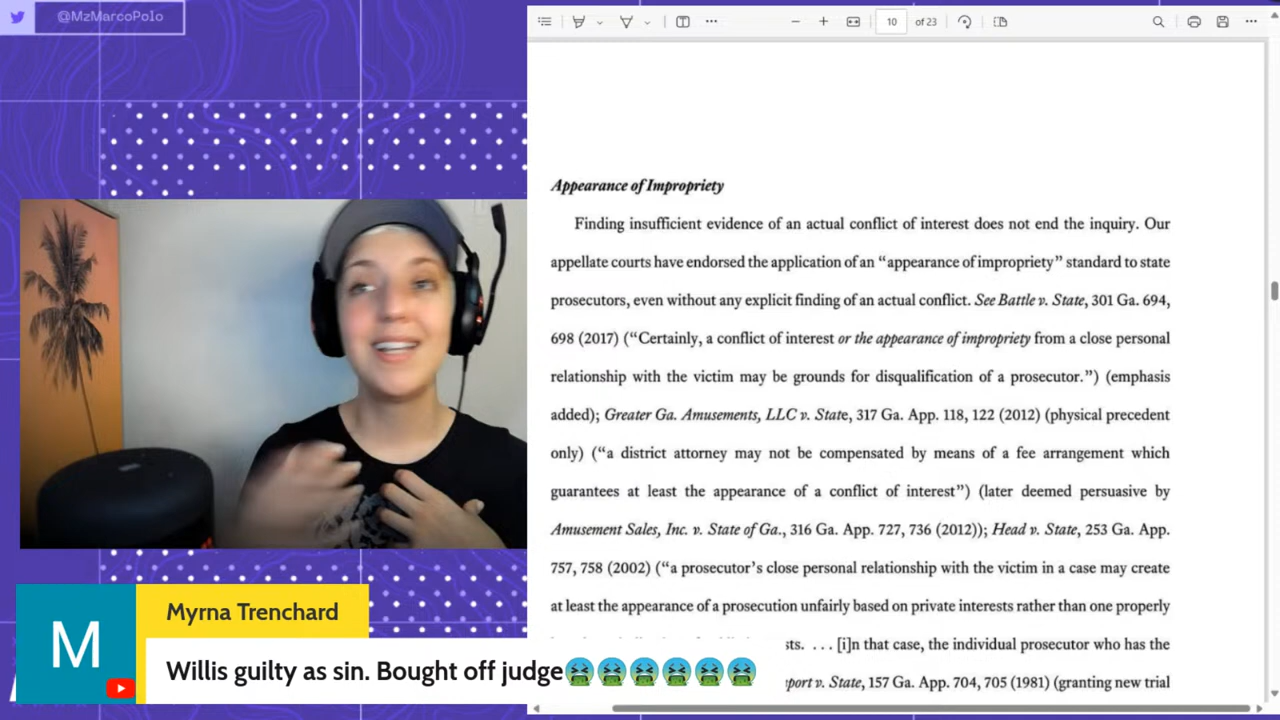 @MzMarcoPolo
10 of 23
Appearance of Impropriety
Finding insufficient evidence of an actual conflict of interest does not end the inquiry. Our
appellate courts have endorsed the application of an “appearance of impropriety” standard to state
prosecutors, even without any explicit finding of an actual conflict. See Battle v. State, 301 Ga. 694,
698 (2017) (“Certainly, a conflict of interest or the appearance of impropriety from a close personal
relationship with the victim may be grounds for disqualification of a prosecutor.”) (emphasis
added); Greater Ga. Amusements, LLC v. State, 317 Ga. App. 118, 122 (2012) (physical precedent
only) (“a district attorney may not be compensated by means of a fee arrangement which
guarantees at least the appearance of a conflict of interest”) (later deemed persuasive by
Amusement Sales, Inc. v. State of Ga., 316 Ga. App. 727, 736 (2012)); Head v. State, 253 Ga. App.
757, 758 (2002) (“a prosecutor’s close personal relationship with the victim in a case may create
at least the appearance of a prosecution unfairly based on private interests rather than one properly
. . . [i]n that case, the individual prosecutor who has the
v. State, 157 Ga. App. 704, 705 (1981) (granting new trial
M
Myrna Trenchard
Willis guilty as sin. Bought off judge🤮🤮🤮🤮🤮🤮